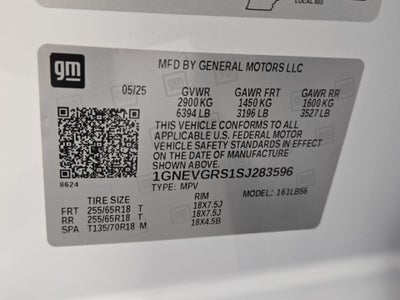 LOCAL 602
gm
MFD BY GENERAL MOTORS LLC
05/25 GVWR GAWR FRT GAWR RR
2900 KG 1450 KG 1600 KG
6394 LB 3196 LB 3527 LB
THIS VEHICLE CONFORMS TO ALL
APPLICABLE U.S. FEDERAL MOTOR
VEHICLE SAFETY STANDARDS IN EFFECT
ON THE DATE OF MANUFACTURE
SHOWN ABOVE.
1GNEVGRS1SJ283596
8624
TYPE: MPV MODEL: 161LB56
TIRE SIZE RIM
FRT 255/65R18 T 18X7.5J
RR 255/65R18 T 18X7.5J
SPA T135/70R18 M 18X4.5B